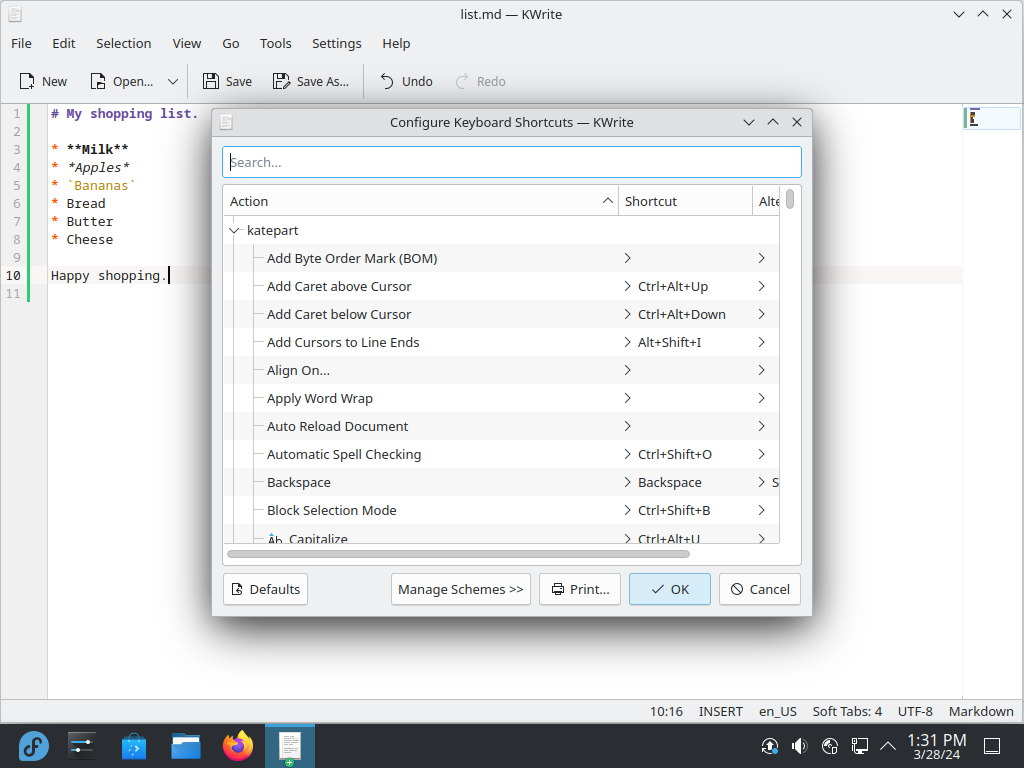 list.md — KWrite
File Edit Selection View Go Tools Settings Help
New Open... Save Save As... Undo Redo
1 # My shopping list.
2
3 * **Milk**
4 * *Apples*
5 * `Bananas`
6 * Bread
7 * Butter
8 * Cheese
9
10 Happy shopping.
11
Configure Keyboard Shortcuts — KWrite
Search...
Action Shortcut Alte
katepart
Add Byte Order Mark (BOM)
Add Caret above Cursor Ctrl+Alt+Up
Add Caret below Cursor Ctrl+Alt+Down
Add Cursors to Line Ends Alt+Shift+I
Align On...
Apply Word Wrap
Auto Reload Document
Automatic Spell Checking Ctrl+Shift+O
Backspace Backspace S
Block Selection Mode Ctrl+Shift+B
Capitalize Ctrl+Alt+U
Defaults Manage Schemes >> Print... OK Cancel
10:16 INSERT en_US Soft Tabs: 4 UTF-8 Markdown
1:31 PM
3/28/24